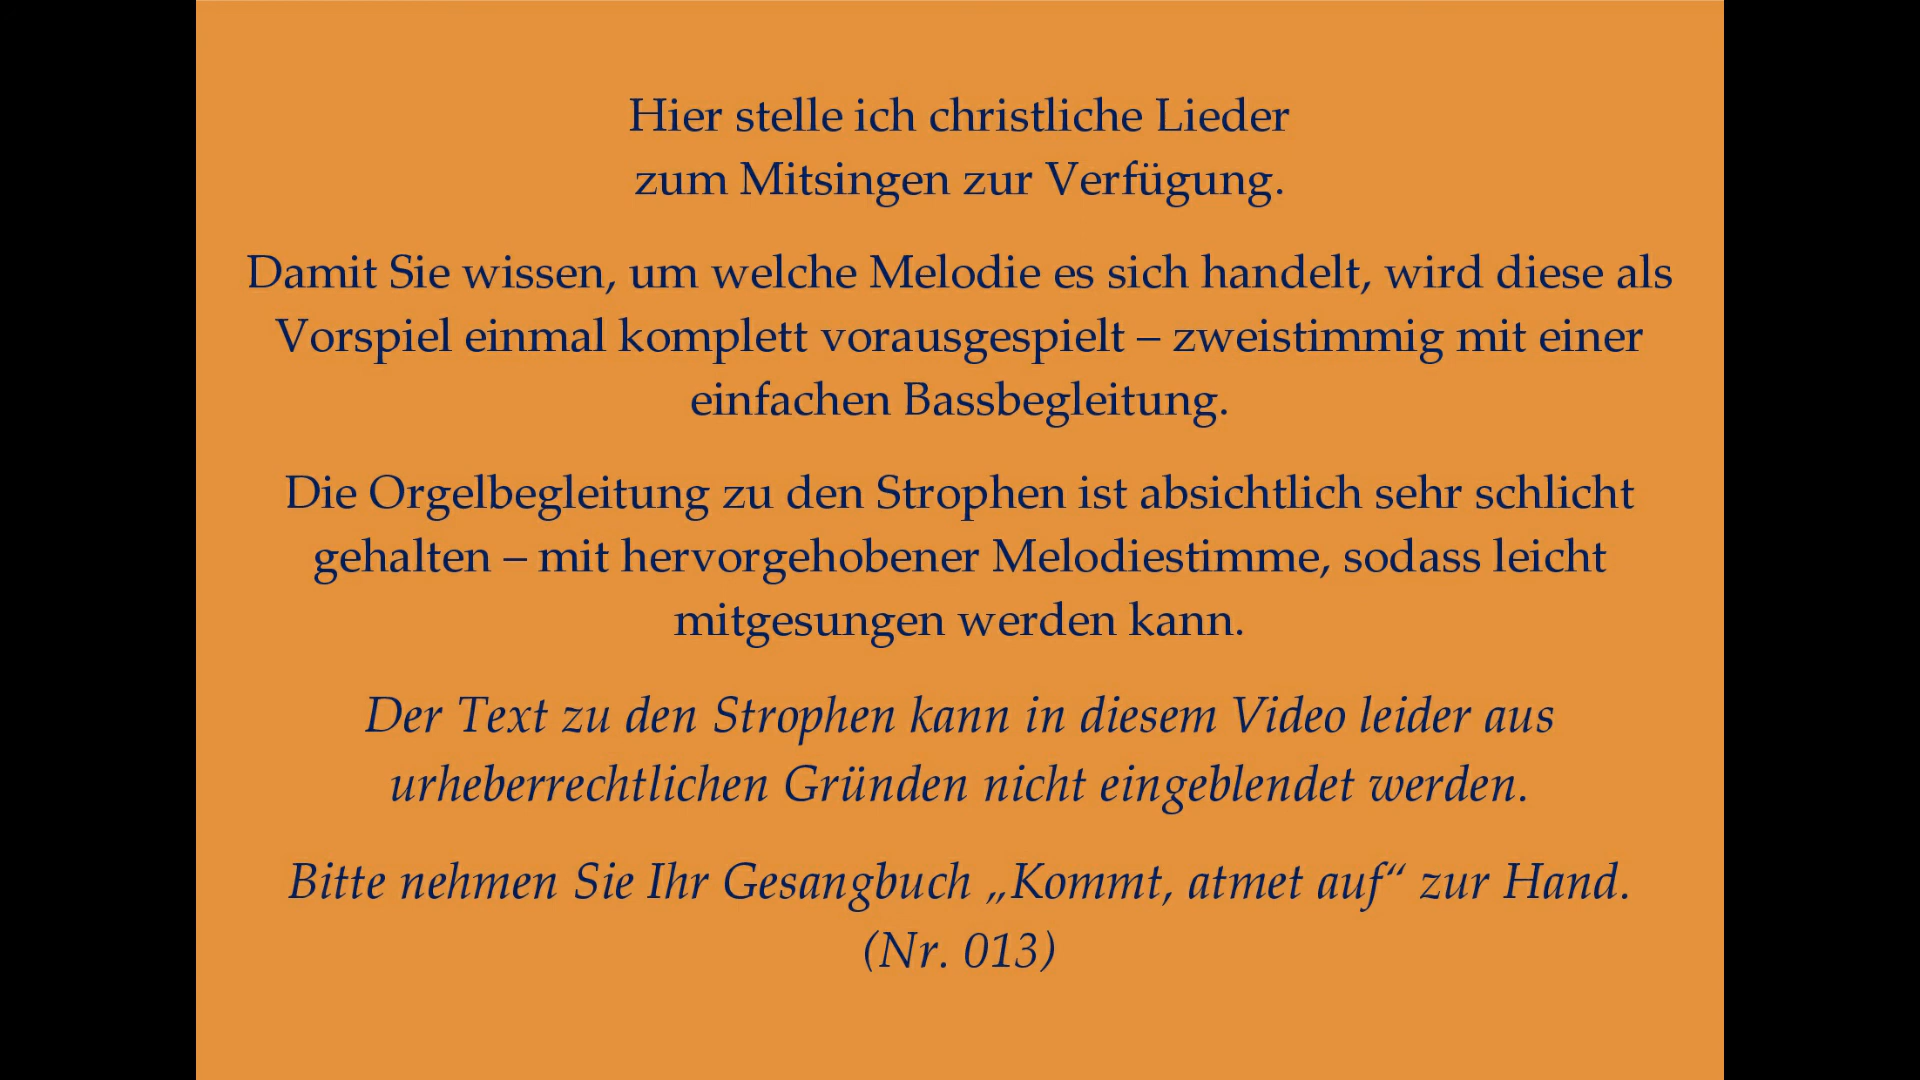 Hier stelle ich christliche Lieder
zum Mitsingen zur Verfügung.
Damit Sie wissen, um welche Melodie es sich handelt, wird diese als
Vorspiel einmal komplett vorausgespielt – zweistimmig mit einer
einfachen Bassbegleitung.
Die Orgelbegleitung zu den Strophen ist absichtlich sehr schlicht
gehalten – mit hervorgehobener Melodiestimme, sodass leicht
mitgesungen werden kann.
Der Text zu den Strophen kann in diesem Video leider aus
urheberrechtlichen Gründen nicht eingeblendet werden.
Bitte nehmen Sie Ihr Gesangbuch „Kommt, atmet auf“ zur Hand.
(Nr. 013)